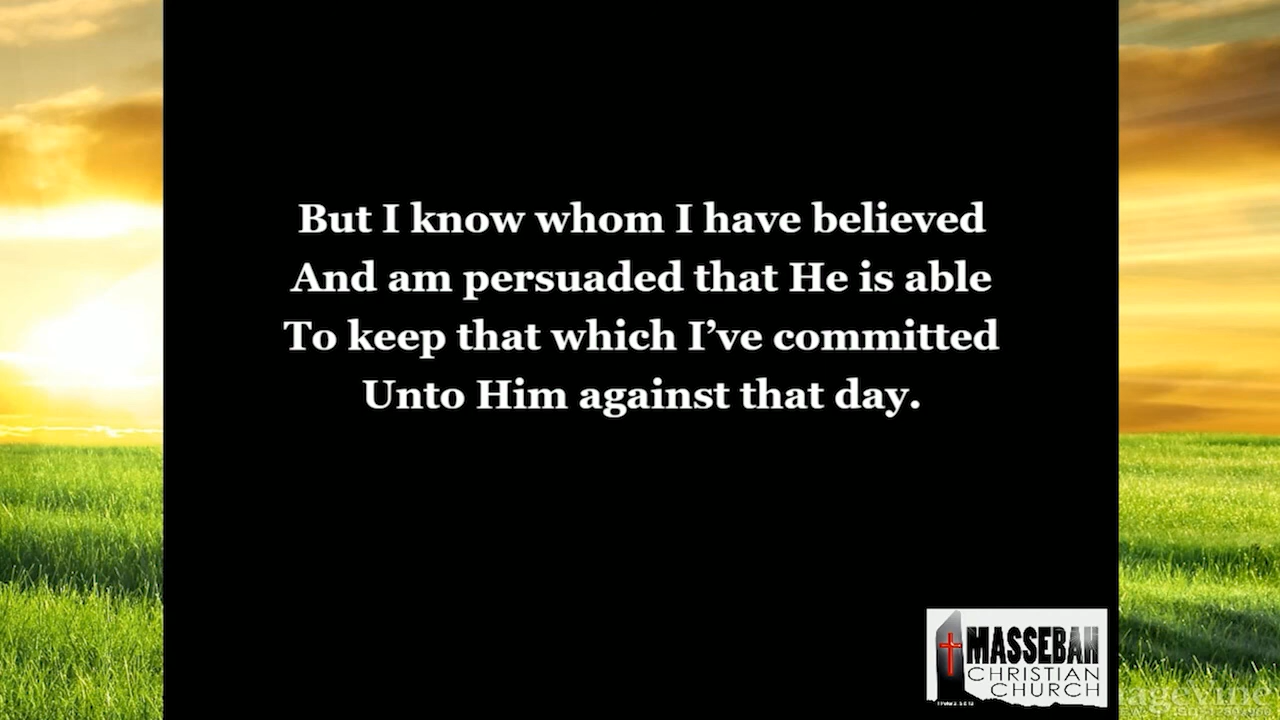 But I know whom I have believed
And am persuaded that He is able
To keep that which I’ve committed
Unto Him against that day.
MASSEBAH
CHRISTIAN
CHURCH